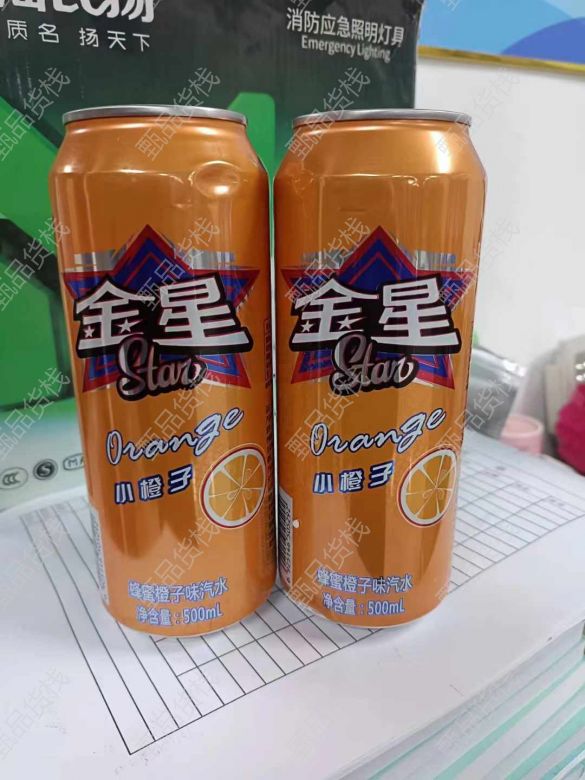 质名 扬天下
消防应急照明灯具
Emergency Lighting
金星
Star
Orange
小橙子
蜂蜜橙子味汽水
净含量:500mL
金星
Star
Orange
小橙子
蜂蜜橙子味汽水
净含量:500mL
甄品货栈